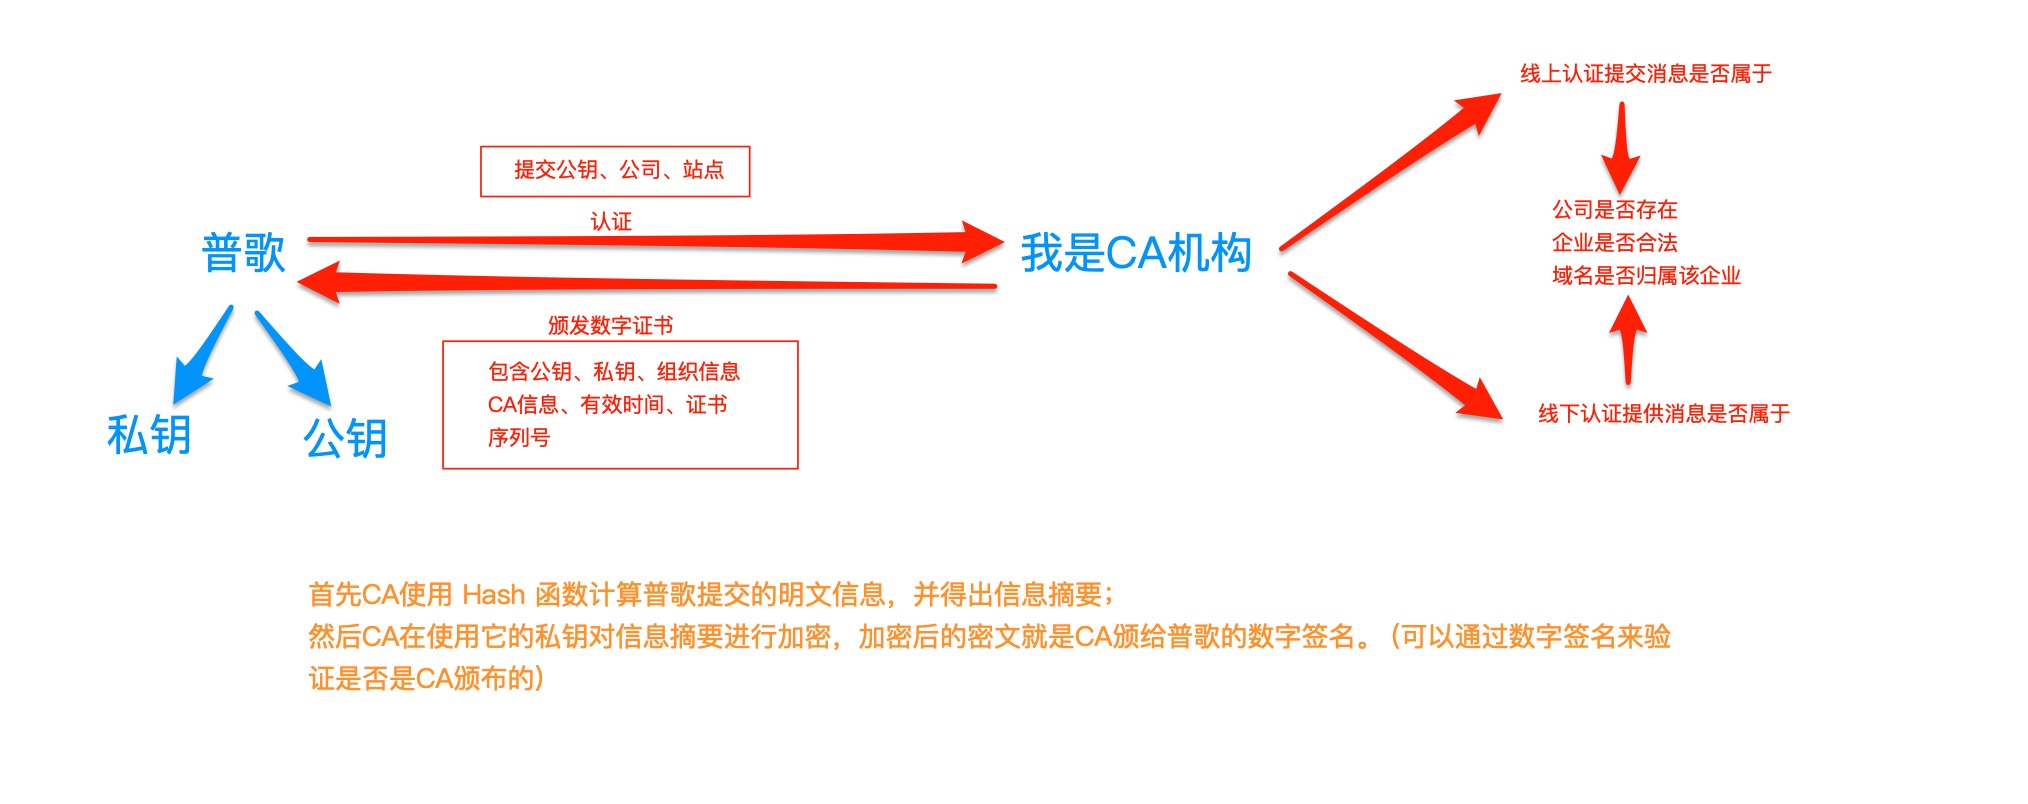 线上认证提交消息是否属于
提交公钥、公司、站点
认证
普歌
我是CA机构
公司是否存在
企业是否合法
域名是否归属该企业
颁发数字证书
包含公钥、私钥、组织信息
CA信息、有效时间、证书
序列号
线下认证提供消息是否属于
私钥
公钥
首先CA使用 Hash 函数计算普歌提交的明文信息，并得出信息摘要；
然后CA在使用它的私钥对信息摘要进行加密，加密后的密文就是CA颁给普歌的数字签名。（可以通过数字签名来验
证是否是CA颁布的）